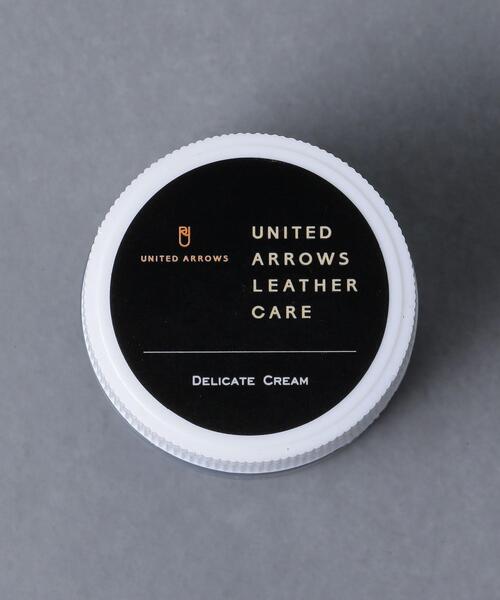 UNITED ARROWS
UNITED
ARROWS
LEATHER
CARE
DELICATE CREAM